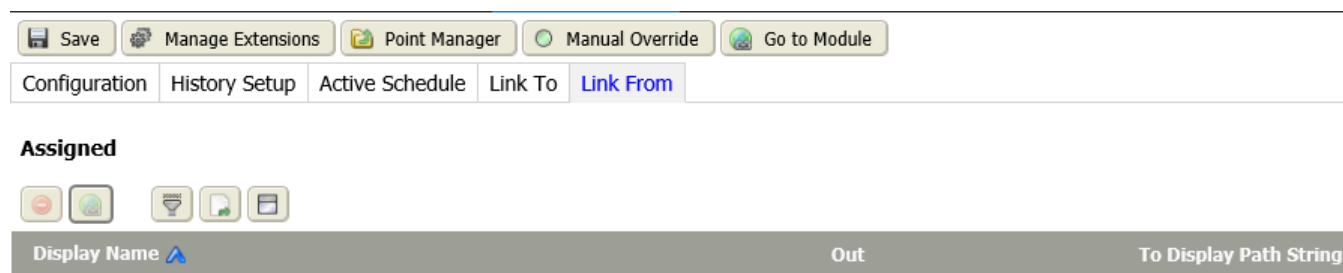 Save Manage Extensions Point Manager Manual Override Go to Module
Configuration History Setup Active Schedule Link To Link From
Assigned
Display Name Out To Display Path String